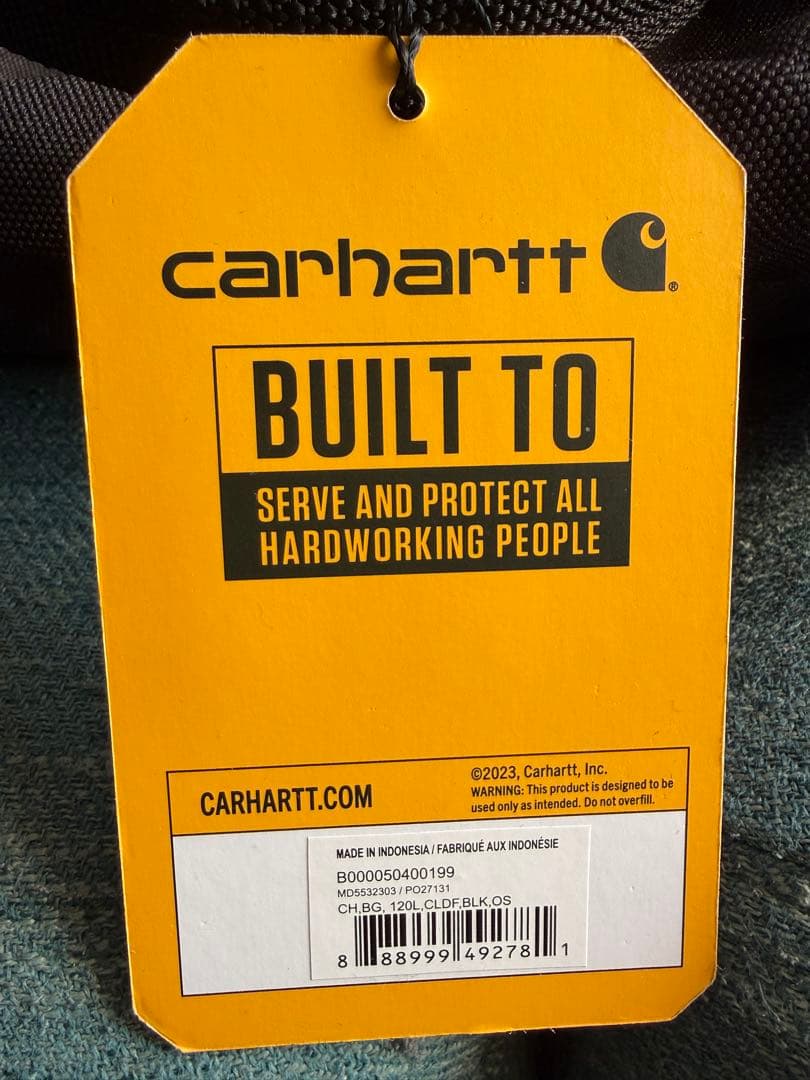 carhartt ®
BUILT TO
SERVE AND PROTECT ALL
HARDWORKING PEOPLE
CARHARTT.COM
©2023, Carhartt, Inc.
WARNING: This product is designed to be
used only as intended. Do not overfill.
MADE IN INDONESIA / FABRIQUÉ AUX INDONÉSIE
B000050400199
MD5532303 / PO27131
CH,BG, 120L,CLDF,BLK,OS
8 88999 49278 1